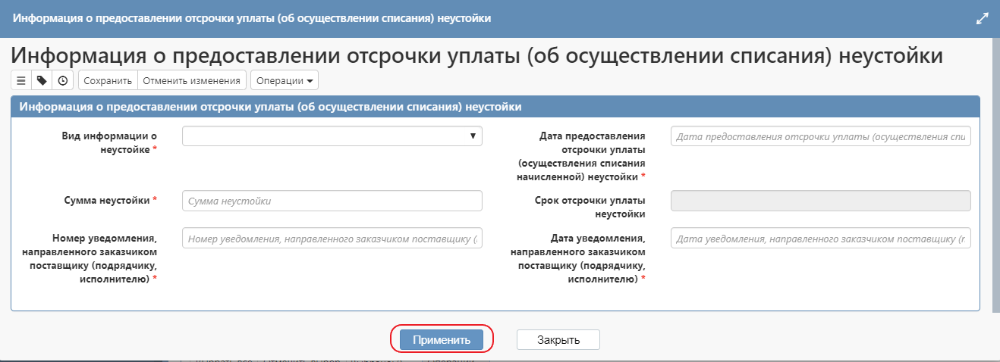 Информация о предоставлении отсрочки уплаты (об осуществлении списания) неустойки
Информация о предоставлении отсрочки уплаты (об осуществлении списания) неустойки
Сохранить Отменить изменения Операции
Информация о предоставлении отсрочки уплаты (об осуществлении списания) неустойки
Вид информации о
неустойке *
Дата предоставления
отсрочки уплаты
(осуществления списания
начисленной) неустойки *
Дата предоставления отсрочки уплаты (осуществления спи
Сумма неустойки *
Сумма неустойки
Срок отсрочки уплаты
неустойки
Номер уведомления,
направленного заказчиком
поставщику (подрядчику,
исполнителю) *
Номер уведомления, направленного заказчиком поставщику (
Дата уведомления,
направленного заказчиком
поставщику (подрядчику,
исполнителю) *
Дата уведомления, направленного заказчиком поставщику (п
Применить Закрыть